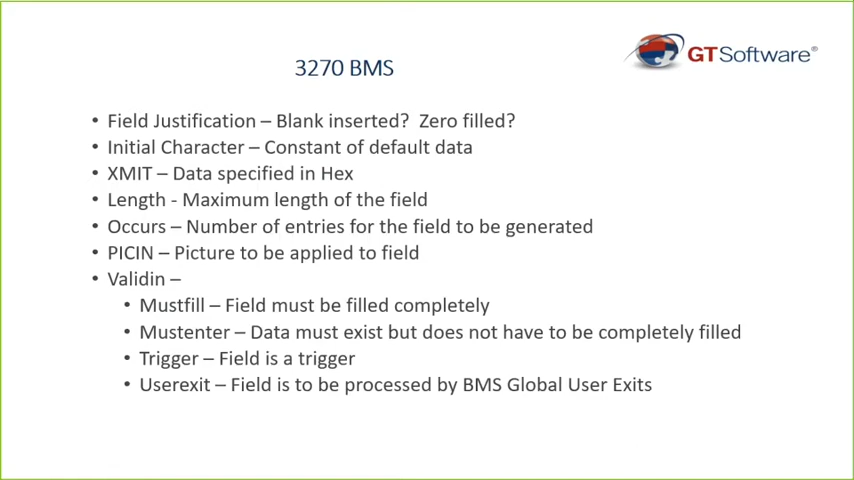 GTSoftware®
3270 BMS
• Field Justification – Blank inserted? Zero filled?
• Initial Character – Constant of default data
• XMIT – Data specified in Hex
• Length - Maximum length of the field
• Occurs – Number of entries for the field to be generated
• PICIN – Picture to be applied to field
• Validin –
• Mustfill – Field must be filled completely
• Mustenter – Data must exist but does not have to be completely filled
• Trigger – Field is a trigger
• Userexit – Field is to be processed by BMS Global User Exits